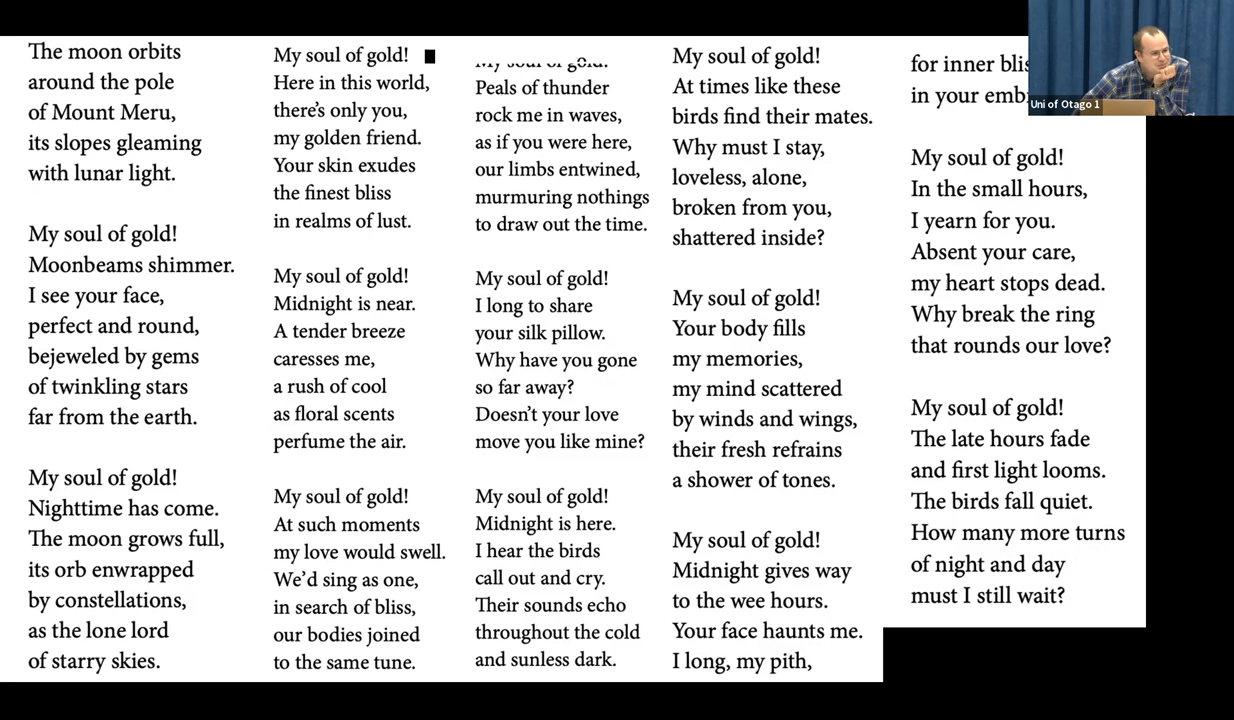 The moon orbits
around the pole
of Mount Meru,
its slopes gleaming
with lunar light.
My soul of gold!
Moonbeams shimmer.
I see your face,
perfect and round,
bejeweled by gems
of twinkling stars
far from the earth.
My soul of gold!
Nighttime has come.
The moon grows full,
its orb enwrapped
by constellations,
as the lone lord
of starry skies.
My soul of gold!
Here in this world,
there's only you,
my golden friend.
Your skin exudes
the finest bliss
in realms of lust.
My soul of gold!
Midnight is near.
A tender breeze
caresses me,
a rush of cool
as floral scents
perfume the air.
My soul of gold!
At such moments
my love would swell.
We'd sing as one,
in search of bliss,
our bodies joined
to the same tune.
My soul of gold!
Peals of thunder
rock me in waves,
as if you were here,
our limbs entwined,
murmuring nothings
to draw out the time.
My soul of gold!
I long to share
your silk pillow.
Why have you gone
so far away?
Doesn't your love
move you like mine?
My soul of gold!
Midnight is here.
I hear the birds
call out and cry.
Their sounds echo
throughout the cold
and sunless dark.
My soul of gold!
At times like these
birds find their mates.
Why must I stay,
loveless, alone,
broken from you,
shattered inside?
My soul of gold!
Your body fills
my memories,
my mind scattered
by winds and wings,
their fresh refrains
a shower of tones.
My soul of gold!
Midnight gives way
to the wee hours.
Your face haunts me.
I long, my pith,
for inner
in your
My soul of gold!
In the small hours,
I yearn for you.
Absent your care,
my heart stops dead.
Why break the ring
that rounds our love?
My soul of gold!
The late hours fade
and first light looms.
The birds fall quiet.
How many more turns
of night and day
must I still wait?
Uni of Otago 1